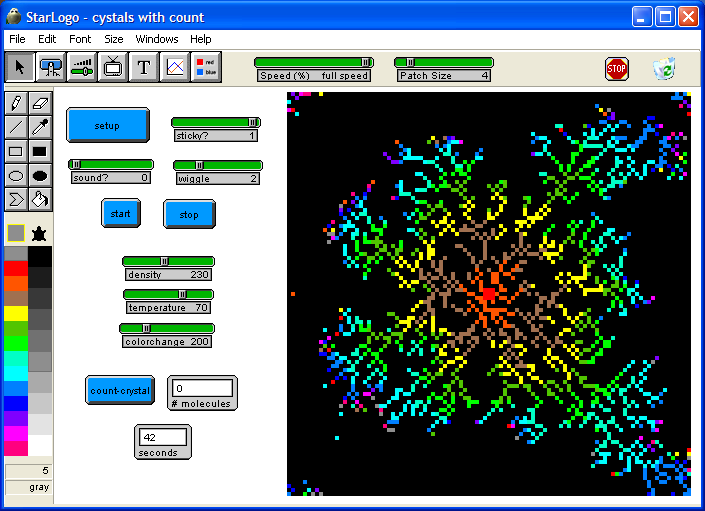 StarLogo - cystals with count
File Edit Font Size Windows Help
T
red
blue
Speed (%) full speed
Patch Size 4
STOP
setup
sticky? 1
sound? 0
wiggle 2
start
stop
density 230
temperature 70
colorchange 200
count-crystal
0
# molecules
42
seconds
5
gray